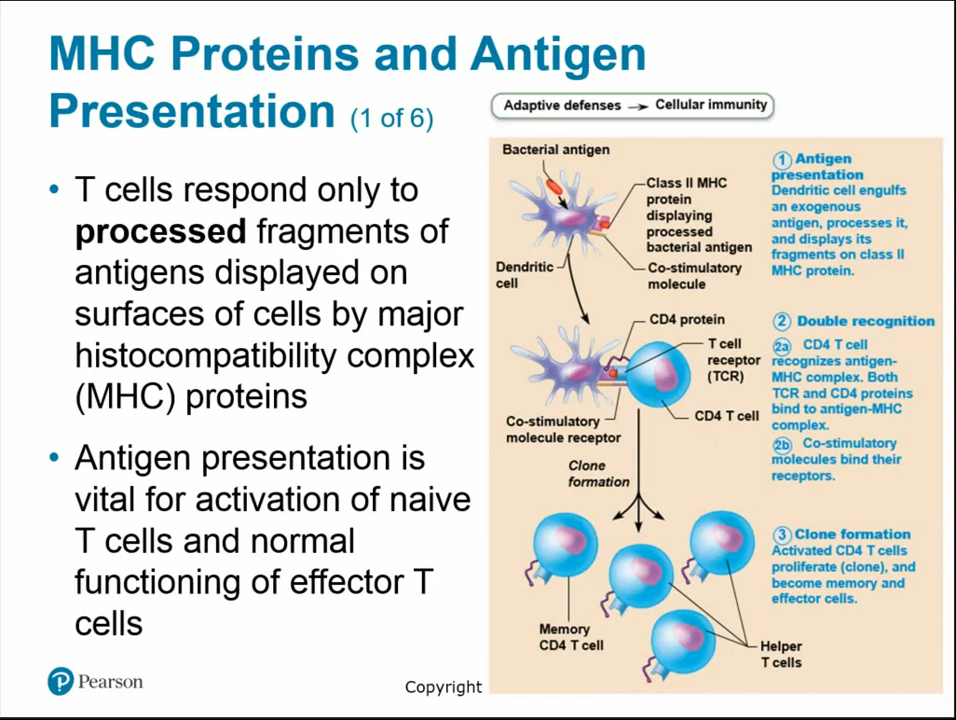 MHC Proteins and Antigen
Presentation (1 of 6)
• T cells respond only to
processed fragments of
antigens displayed on
surfaces of cells by major
histocompatibility complex
(MHC) proteins
• Antigen presentation is
vital for activation of naive
T cells and normal
functioning of effector T
cells
Adaptive defenses → Cellular immunity
Bacterial antigen
Class II MHC
protein
displaying
processed
bacterial antigen
Dendritic
cell
Co-stimulatory
molecule
1 Antigen
presentation
Dendritic cell engulfs
an exogenous
antigen, processes it,
and displays its
fragments on class II
MHC protein.
CD4 protein
T cell
receptor
(TCR)
CD4 T cell
Co-stimulatory
molecule receptor
2 Double recognition
2a CD4 T cell
recognizes antigen-
MHC complex. Both
TCR and CD4 proteins
bind to antigen-MHC
complex.
2b Co-stimulatory
molecules bind their
receptors.
Clone
formation
3 Clone formation
Activated CD4 T cells
proliferate (clone), and
become memory and
effector cells.
Memory
CD4 T cell
Helper
T cells
P Pearson
Copyright